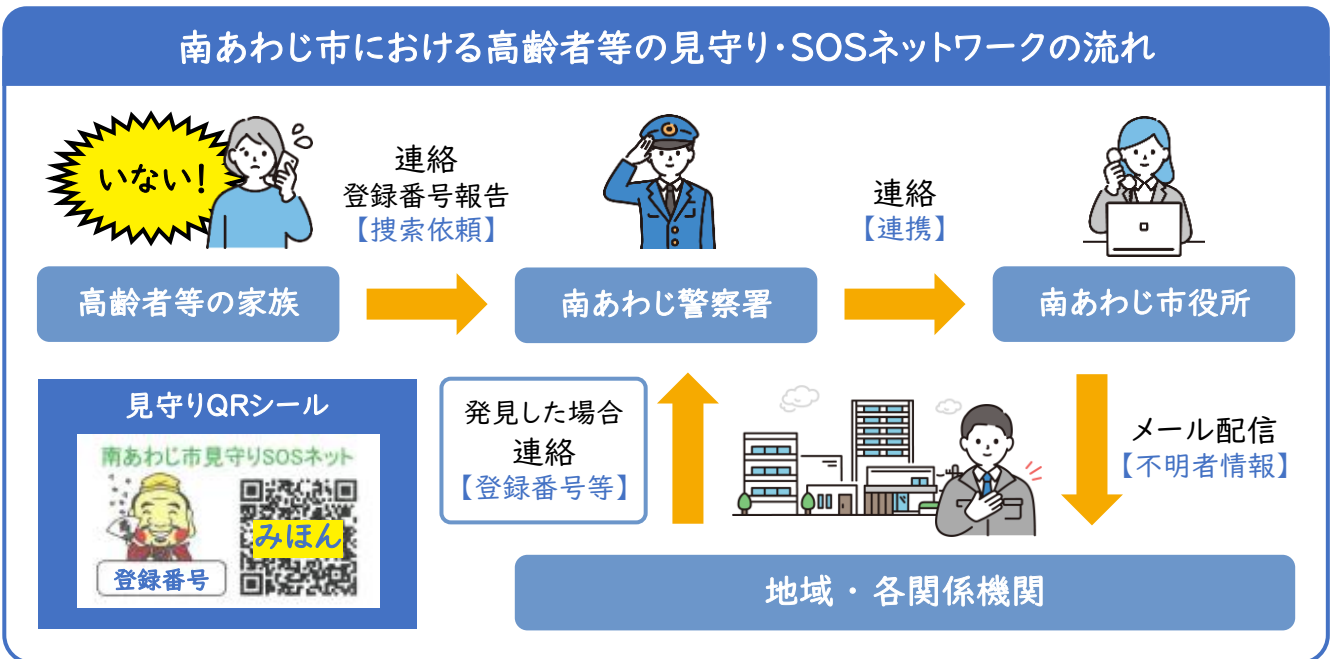 南あわじ市における高齢者等の見守り・SOSネットワークの流れ
いない!
連絡
登録番号報告
【捜索依頼】
連絡
【連携】
高齢者等の家族
南あわじ警察署
南あわじ市役所
見守りQRシール
南あわじ市見守りSOSネット
みほん
登録番号
発見した場合
連絡
【登録番号等】
メール配信
【不明者情報】
地域・各関係機関